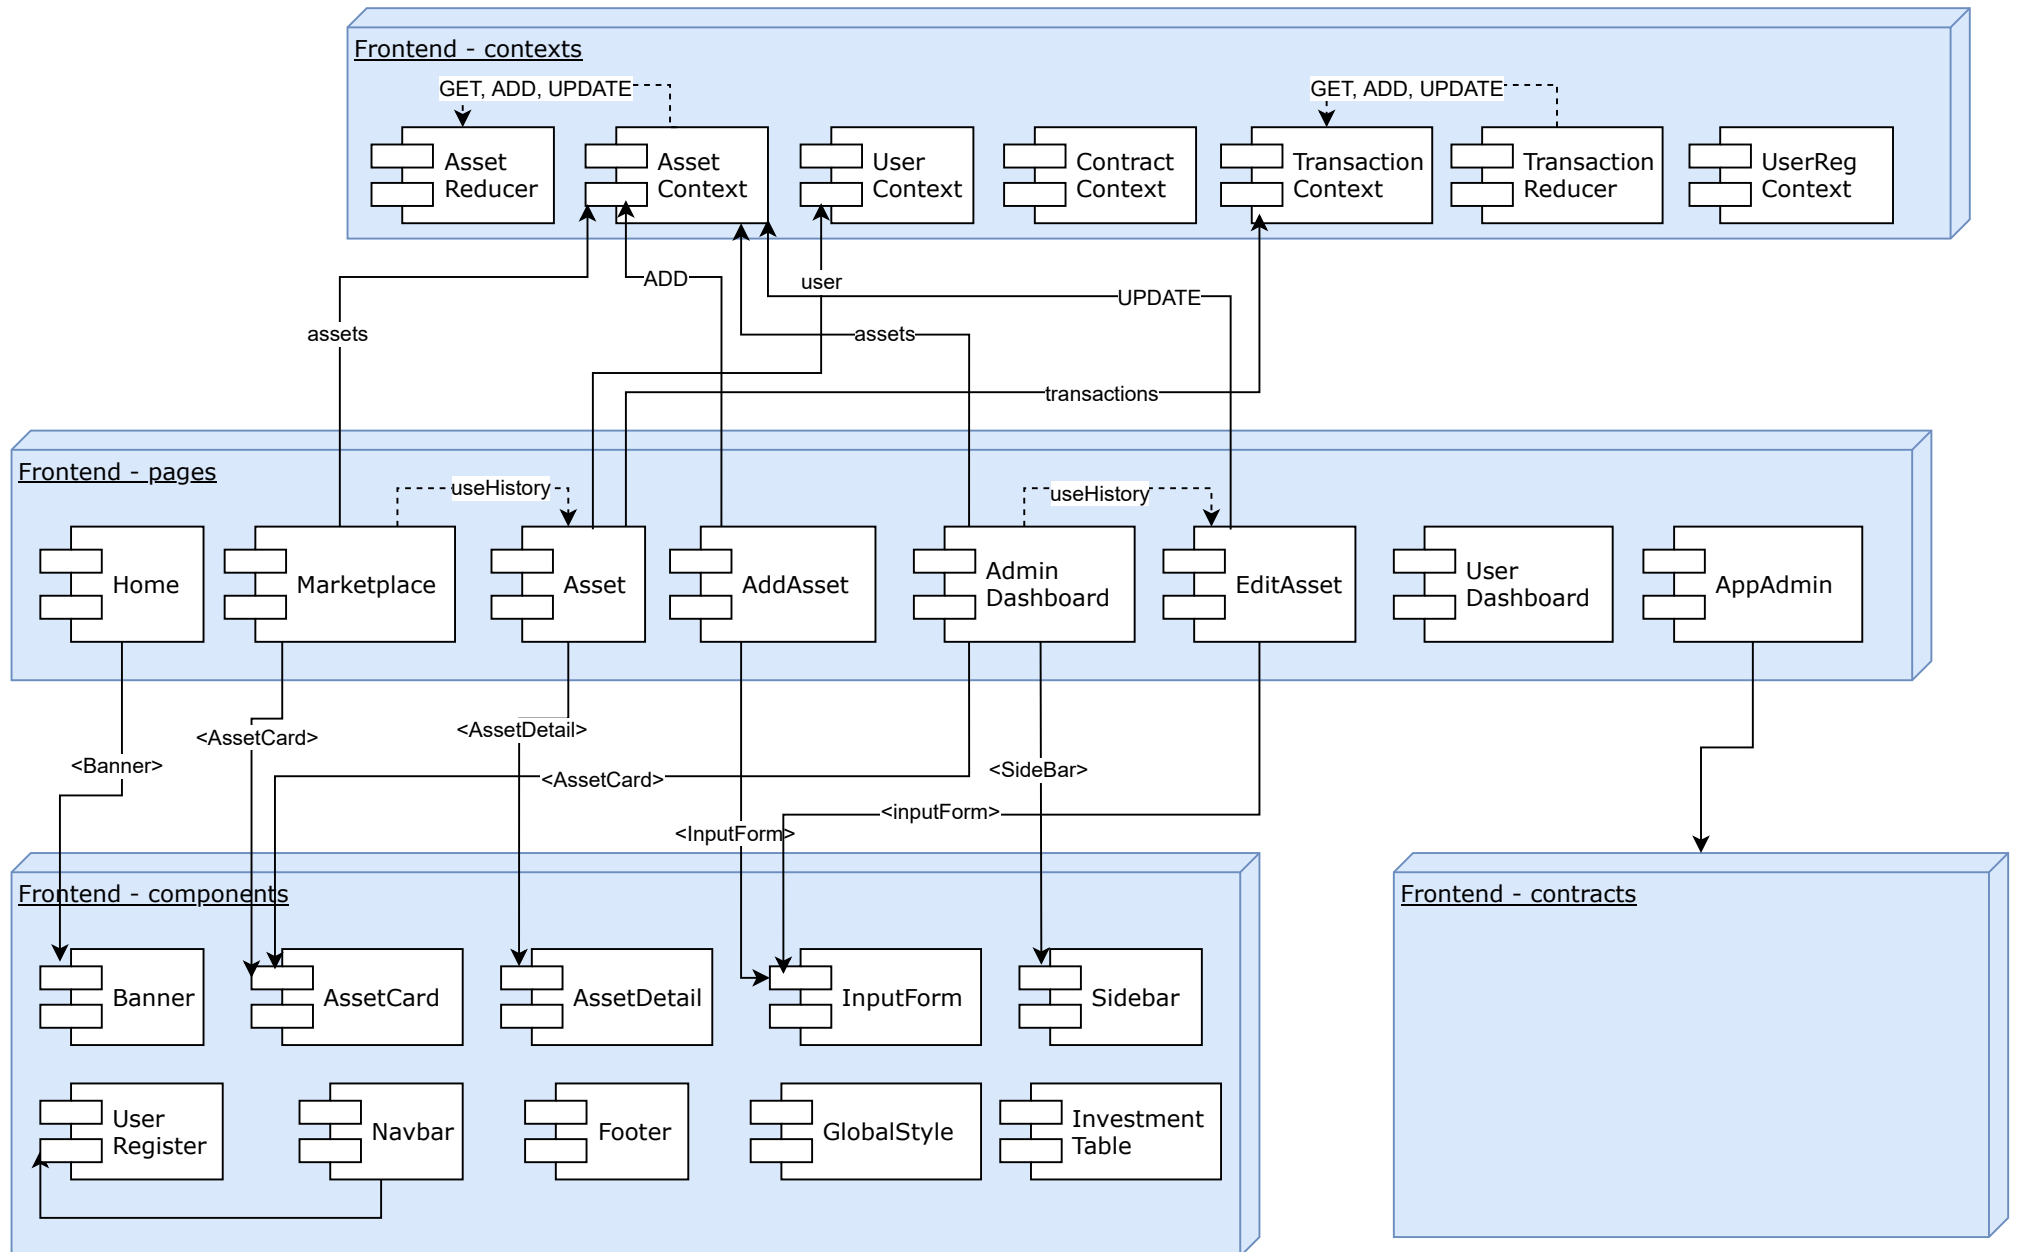 Frontend - contexts
GET, ADD, UPDATE
GET, ADD, UPDATE
Asset
Reducer
Asset
Context
User
Context
Contract
Context
Transaction
Context
Transaction
Reducer
UserReg
Context
ADD
user
UPDATE
assets
assets
transactions
Frontend - pages
useHistory
useHistory
Home
Marketplace
Asset
AddAsset
Admin
Dashboard
EditAsset
User
Dashboard
AppAdmin
<AssetDetail>
<AssetCard>
<Banner>
<SideBar>
<AssetCard>
<inputForm>
<InputForm>
Frontend - components
Frontend - contracts
Banner
AssetCard
AssetDetail
InputForm
Sidebar
User
Register
Navbar
Footer
GlobalStyle
Investment
Table